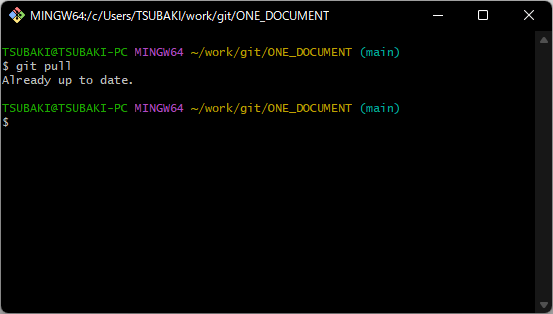 MINGW64:/c/Users/TSUBAKI/work/git/ONE_DOCUMENT
TSUBAKI@TSUBAKI-PC MINGW64 ~/work/git/ONE_DOCUMENT (main)
$ git pull
Already up to date.
TSUBAKI@TSUBAKI-PC MINGW64 ~/work/git/ONE_DOCUMENT (main)
$